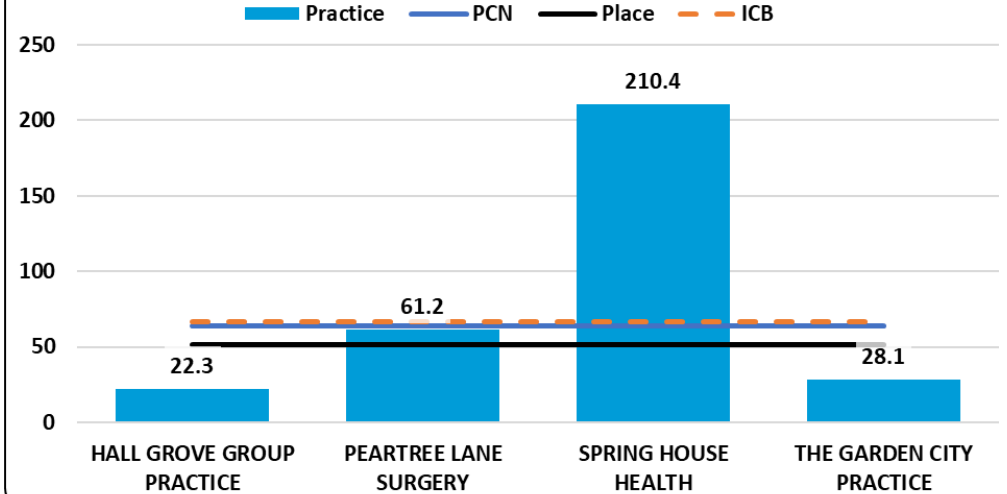 Practice PCN Place ICB
250
200
150
100
50
0
22.3
61.2
210.4
28.1
HALL GROVE GROUP
PRACTICE
PEARTREE LANE
SURGERY
SPRING HOUSE
HEALTH
THE GARDEN CITY
PRACTICE